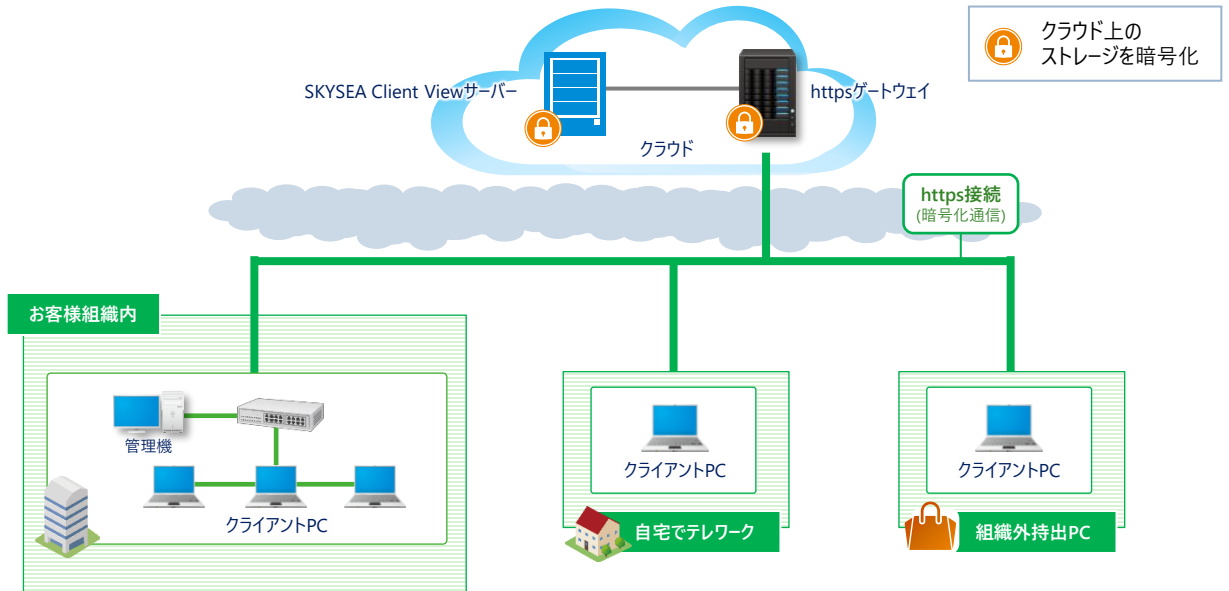 クラウド上の
ストレージを暗号化
SKYSEA Client Viewサーバー
httpsゲートウェイ
クラウド
https接続
(暗号化通信)
お客様組織内
管理機
クライアントPC
クライアントPC
自宅でテレワーク
クライアントPC
組織外持出PC